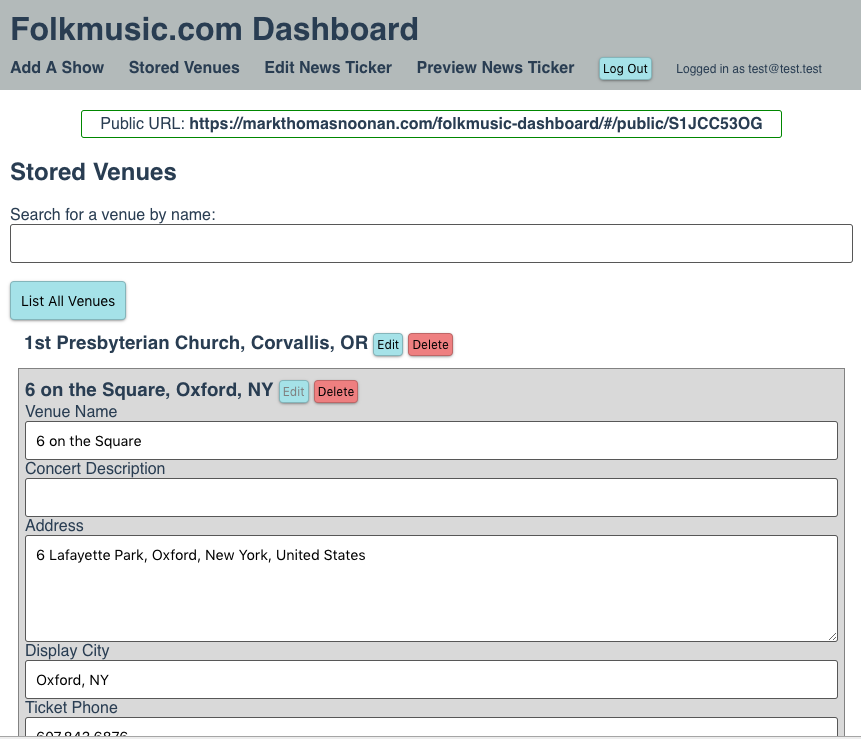 Folkmusic.com Dashboard
Add A Show Stored Venues Edit News Ticker Preview News Ticker Log Out Logged in as test@test.test
Public URL: https://markthomasnoonan.com/folkmusic-dashboard/#/public/S1JCC53OG
Stored Venues
Search for a venue by name:
List All Venues
1st Presbyterian Church, Corvallis, OR Edit Delete
6 on the Square, Oxford, NY Edit Delete
Venue Name
6 on the Square
Concert Description
Address
6 Lafayette Park, Oxford, New York, United States
Display City
Oxford, NY
Ticket Phone